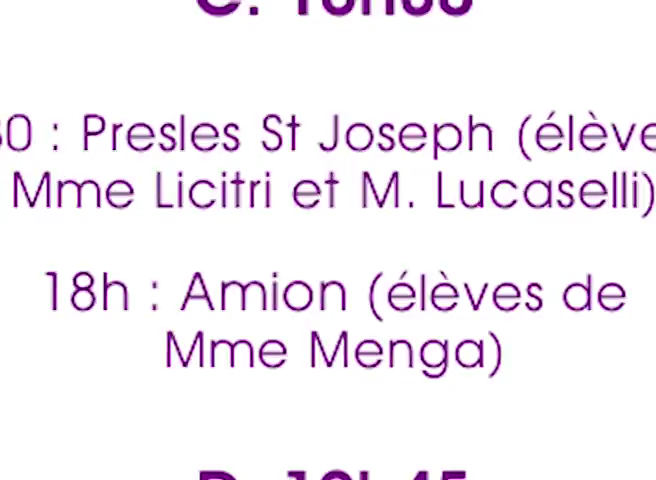 : Presles St Joseph (élève
Mme Licitri et M. Lucaselli)
18h : Amion (élèves de
Mme Menga)